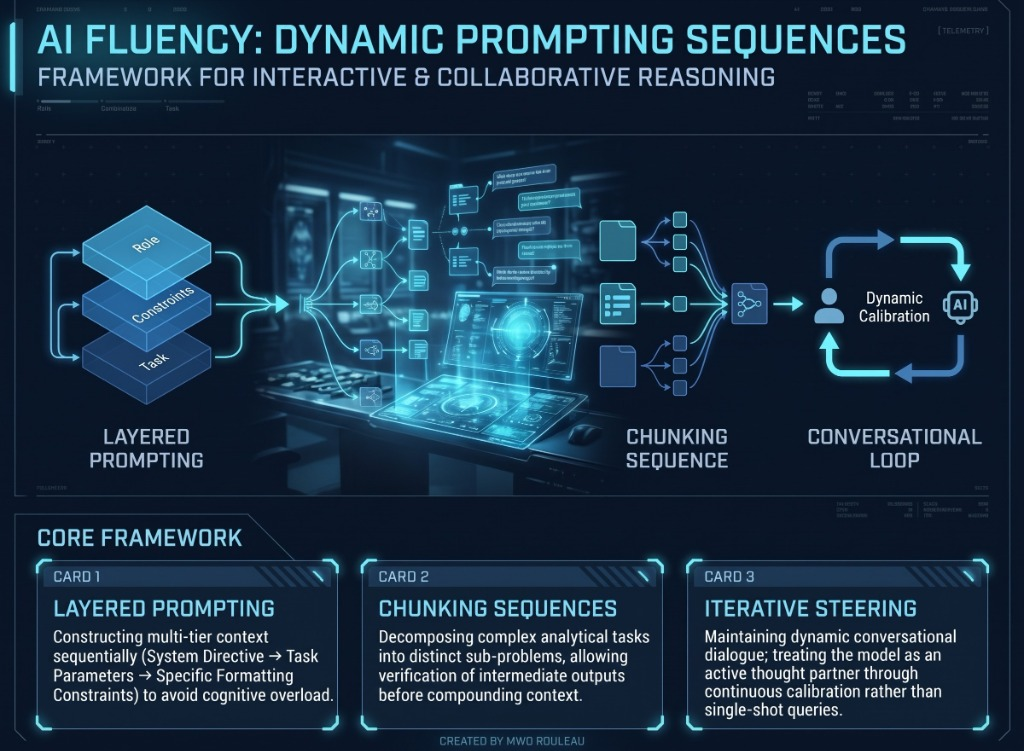 AI FLUENCY: DYNAMIC PROMPTING SEQUENCES
[ TELEMETRY ]
FRAMEWORK FOR INTERACTIVE & COLLABORATIVE REASONING
Role
Constraints
Task
Dynamic
Calibration
AI
LAYERED
PROMPTING
CHUNKING
SEQUENCE
CONVERSATIONAL
LOOP
CORE FRAMEWORK
CARD 1
LAYERED PROMPTING
Constructing multi-tier context
sequentially (System Directive → Task
Parameters → Specific Formatting
Constraints) to avoid cognitive overload.
CARD 2
CHUNKING SEQUENCES
Decomposing complex analytical tasks
into distinct sub-problems, allowing
verification of intermediate outputs
before compounding context.
CARD 3
ITERATIVE STEERING
Maintaining dynamic conversational
dialogue; treating the model as an
active thought partner through
continuous calibration rather than
single-shot queries.
CREATED BY MWO ROULEAU